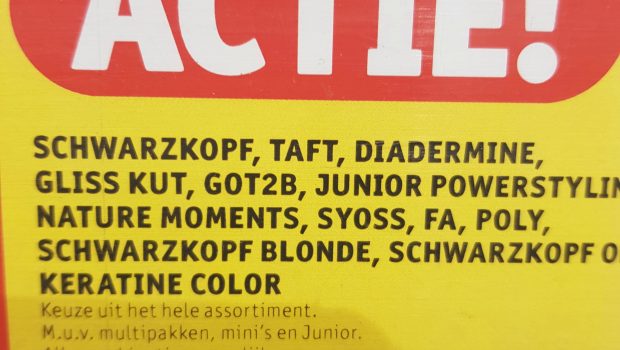 ACTIE!
SCHWARZKOPF, TAFT, DIADERMINE,
GLISS KUT, GOT2B, JUNIOR POWERSTYLIN
NATURE MOMENTS, SYOSS, FA, POLY,
SCHWARZKOPF BLONDE, SCHWARZKOPF
KERATINE COLOR
Keuze uit het hele assortiment.
M.u.v. multipakken, mini's en Junior.